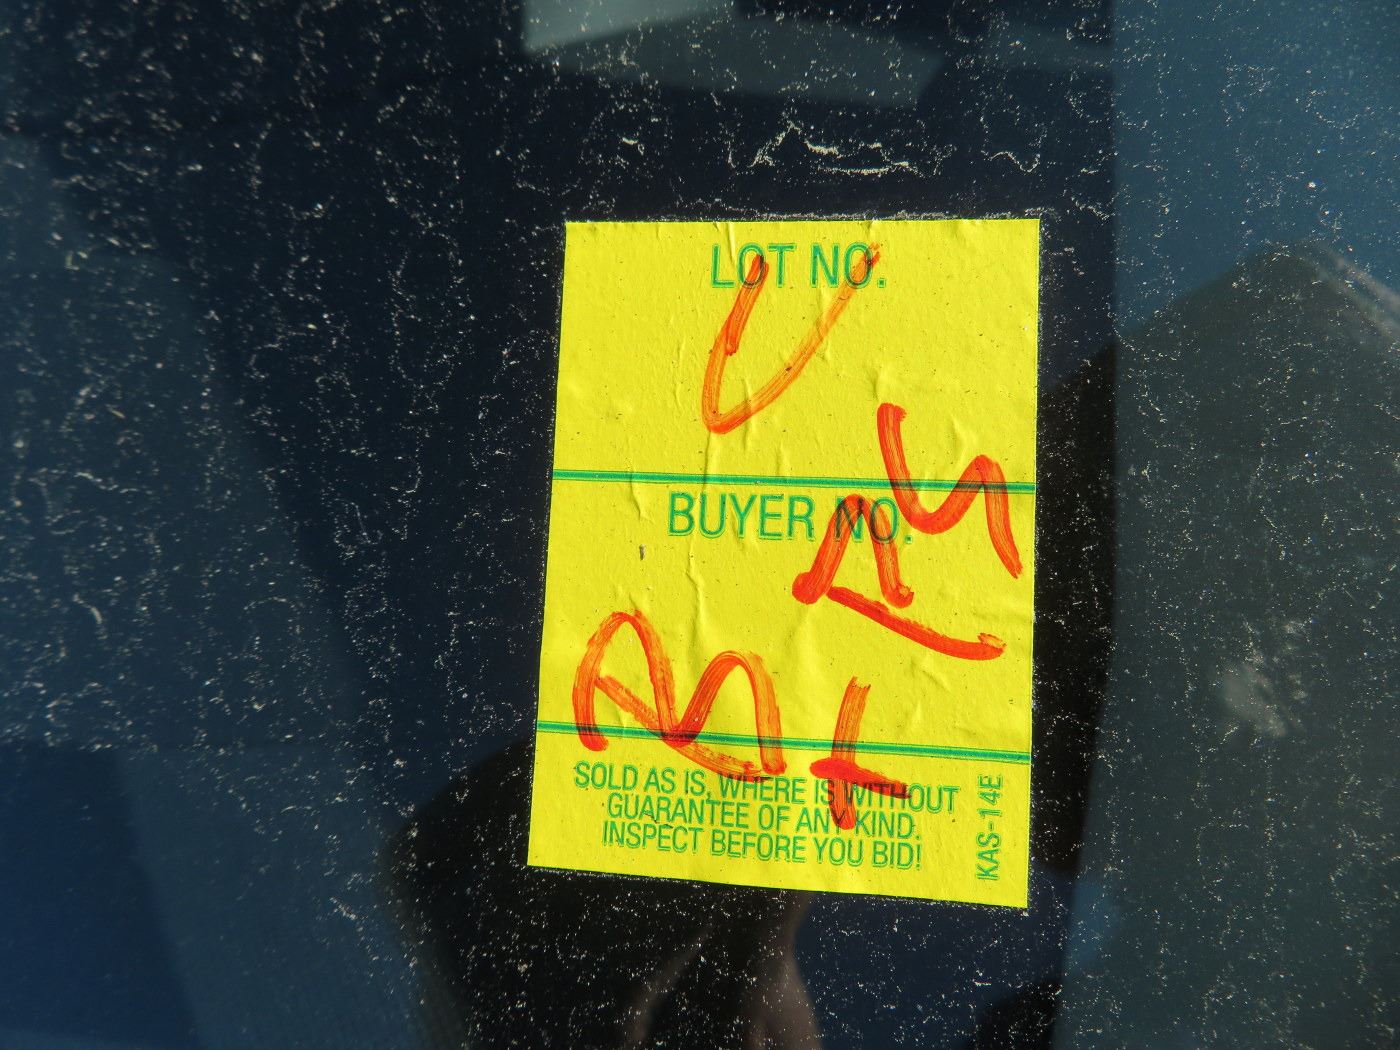 LOT NO.
BUYER NO.
SOLD AS IS, WHERE IS WITHOUT
GUARANTEE OF ANY KIND.
INSPECT BEFORE YOU BID!
KAS-14E